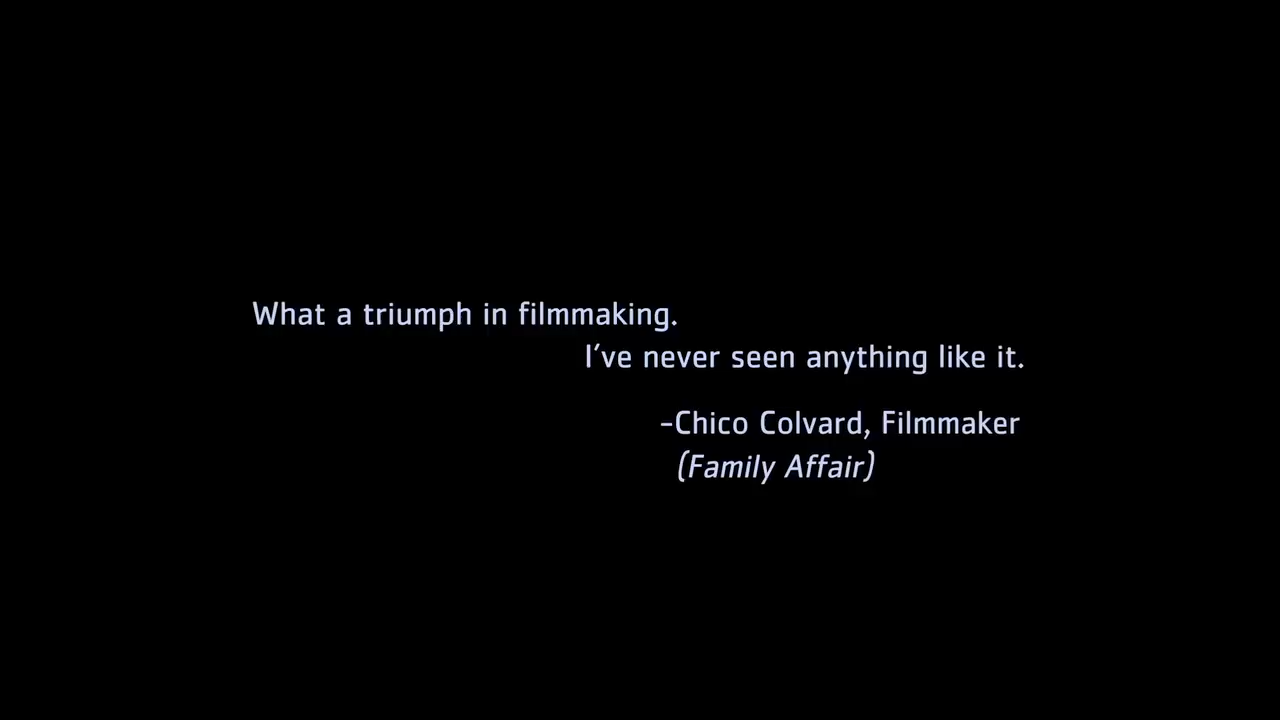 What a triumph in filmmaking.
I've never seen anything like it.
-Chico Colvard, Filmmaker
(Family Affair)